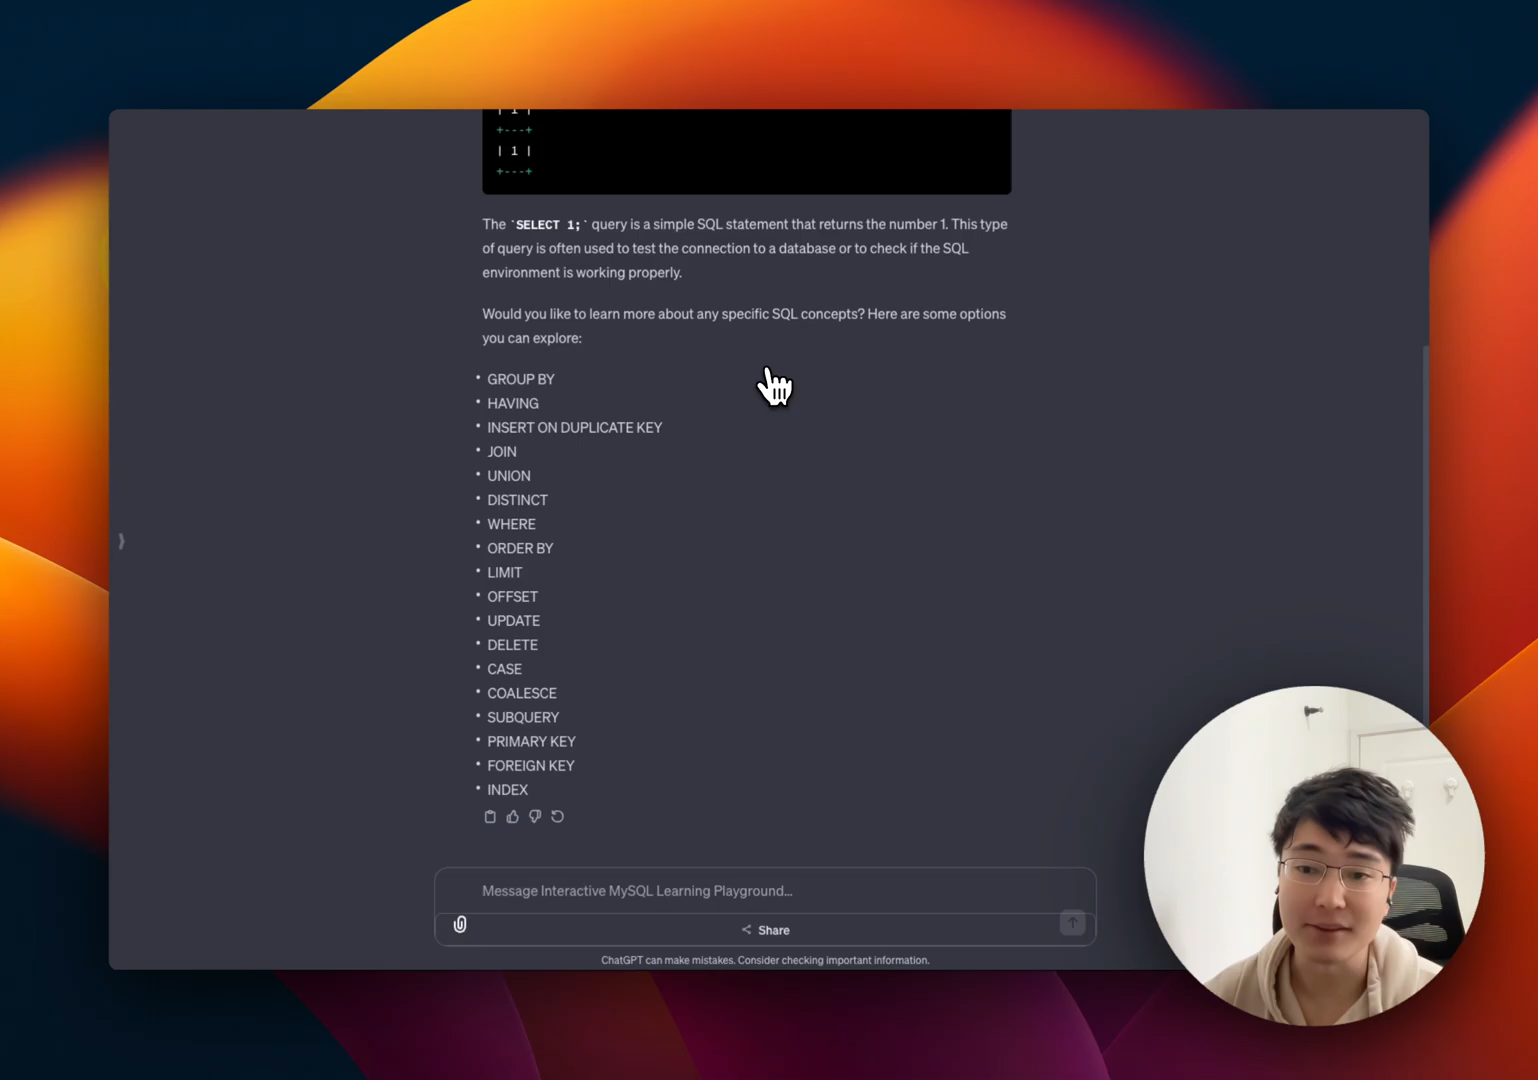 | 1 |
+---+
| 1 |
+---+
The `SELECT 1;` query is a simple SQL statement that returns the number 1. This type
of query is often used to test the connection to a database or to check if the SQL
environment is working properly.
Would you like to learn more about any specific SQL concepts? Here are some options
you can explore:
• GROUP BY
• HAVING
• INSERT ON DUPLICATE KEY
• JOIN
• UNION
• DISTINCT
• WHERE
• ORDER BY
• LIMIT
• OFFSET
• UPDATE
• DELETE
• CASE
• COALESCE
• SUBQUERY
• PRIMARY KEY
• FOREIGN KEY
• INDEX
Message Interactive MySQL Learning Playground...
Share
ChatGPT can make mistakes. Consider checking important information.